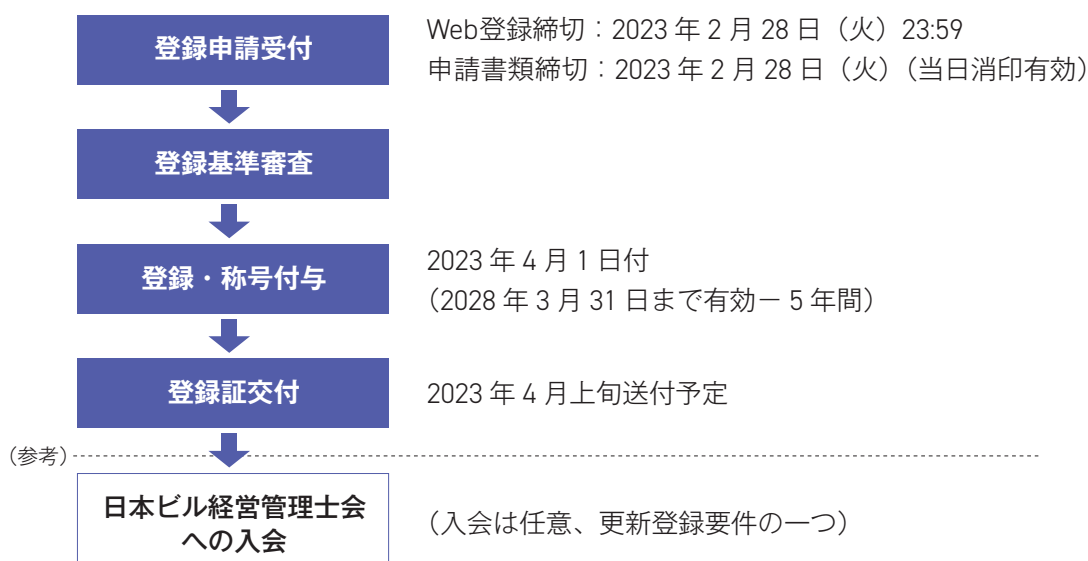 登録申請受付
Web登録締切：2023 年 2 月 28 日（火）23:59
申請書類締切：2023 年 2 月 28 日（火）（当日消印有効）
登録基準審査
登録・称号付与
2023 年 4 月 1 日付
（2028 年 3 月 31 日まで有効－ 5 年間）
登録証交付
2023 年 4 月上旬送付予定
（参考）
日本ビル経営管理士会
への入会
（入会は任意、更新登録要件の一つ）